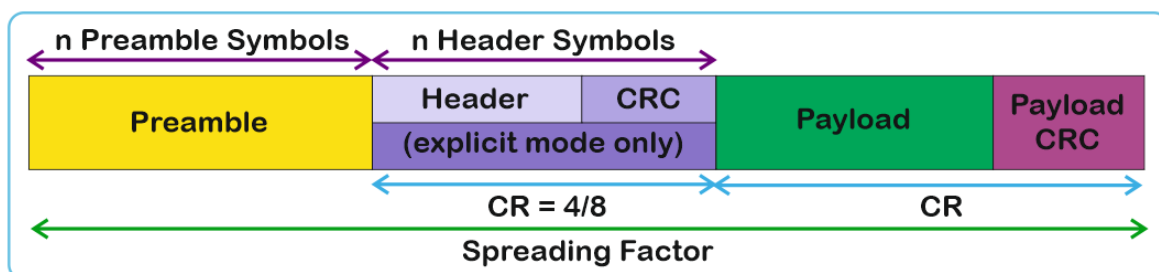 n Preamble Symbols
n Header Symbols
Preamble
Header
CRC
(explicit mode only)
Payload
Payload
CRC
CR = 4/8
CR
Spreading Factor